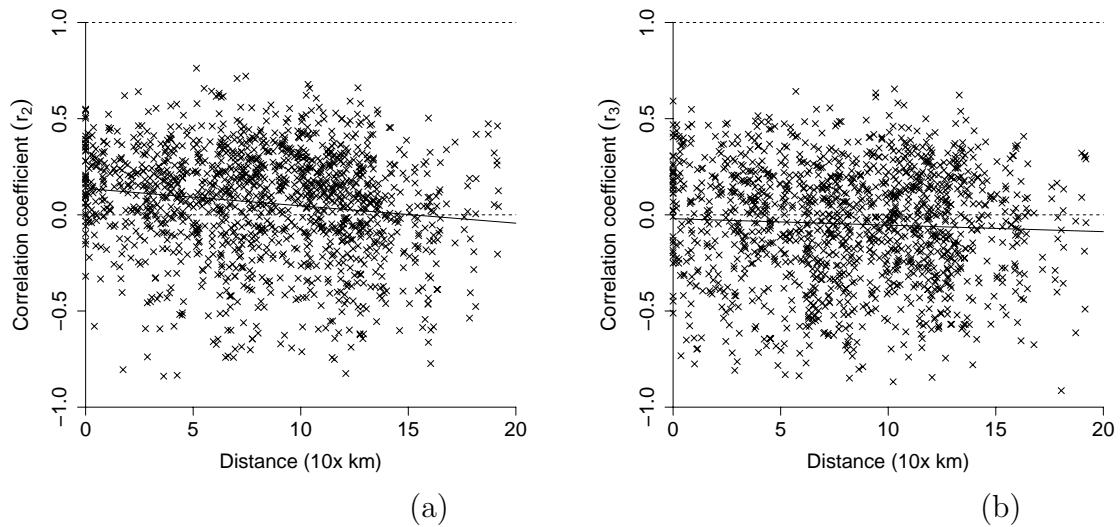 1.0
0.5
0.0
−0.5
−1.0
Correlation coefficient (r₂)
0 5 10 15 20
Distance (10x km)
(a)
1.0
0.5
0.0
−0.5
−1.0
Correlation coefficient (r₃)
0 5 10 15 20
Distance (10x km)
(b)